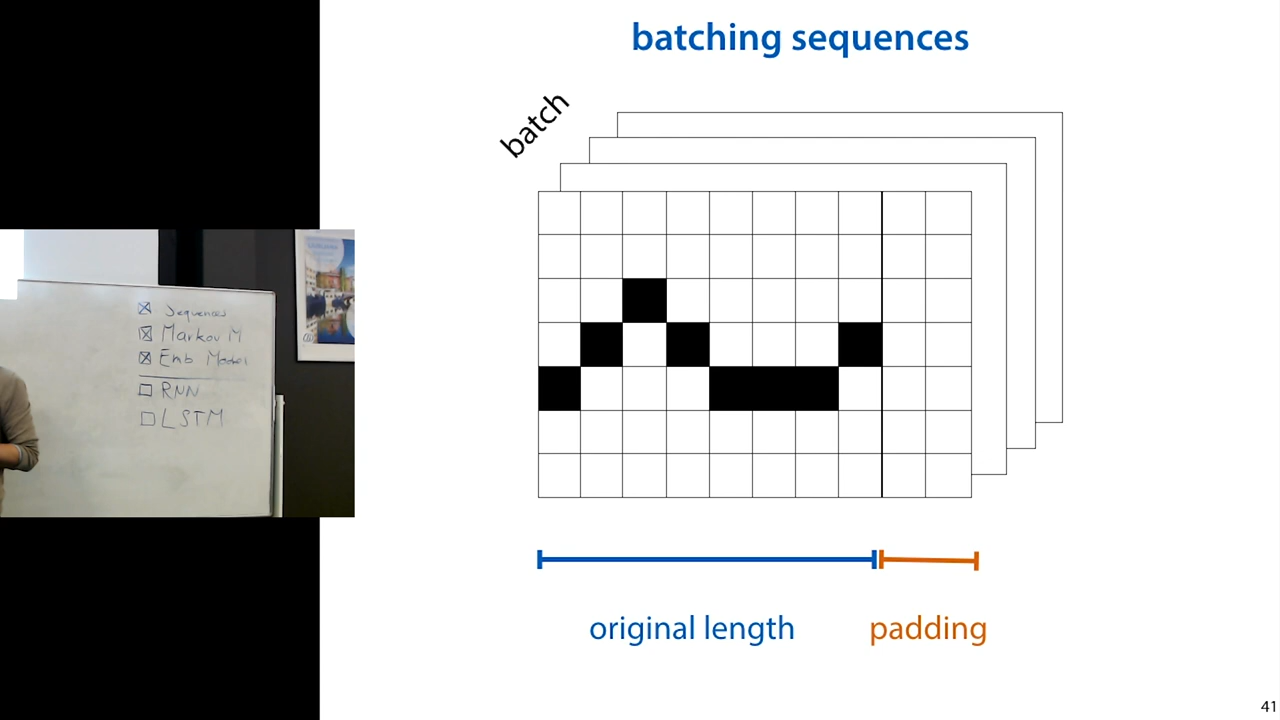 batching sequences
batch
original length
padding
41
Sequences
Markov M
Emb Model
RNN
LSTM